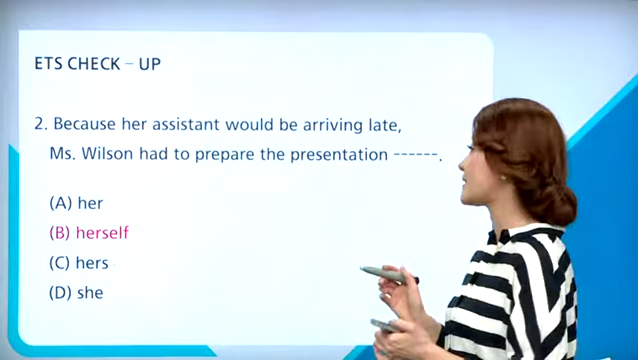 ETS CHECK – UP
2. Because her assistant would be arriving late,
Ms. Wilson had to prepare the presentation ------.
(A) her
(B) herself
(C) hers
(D) she